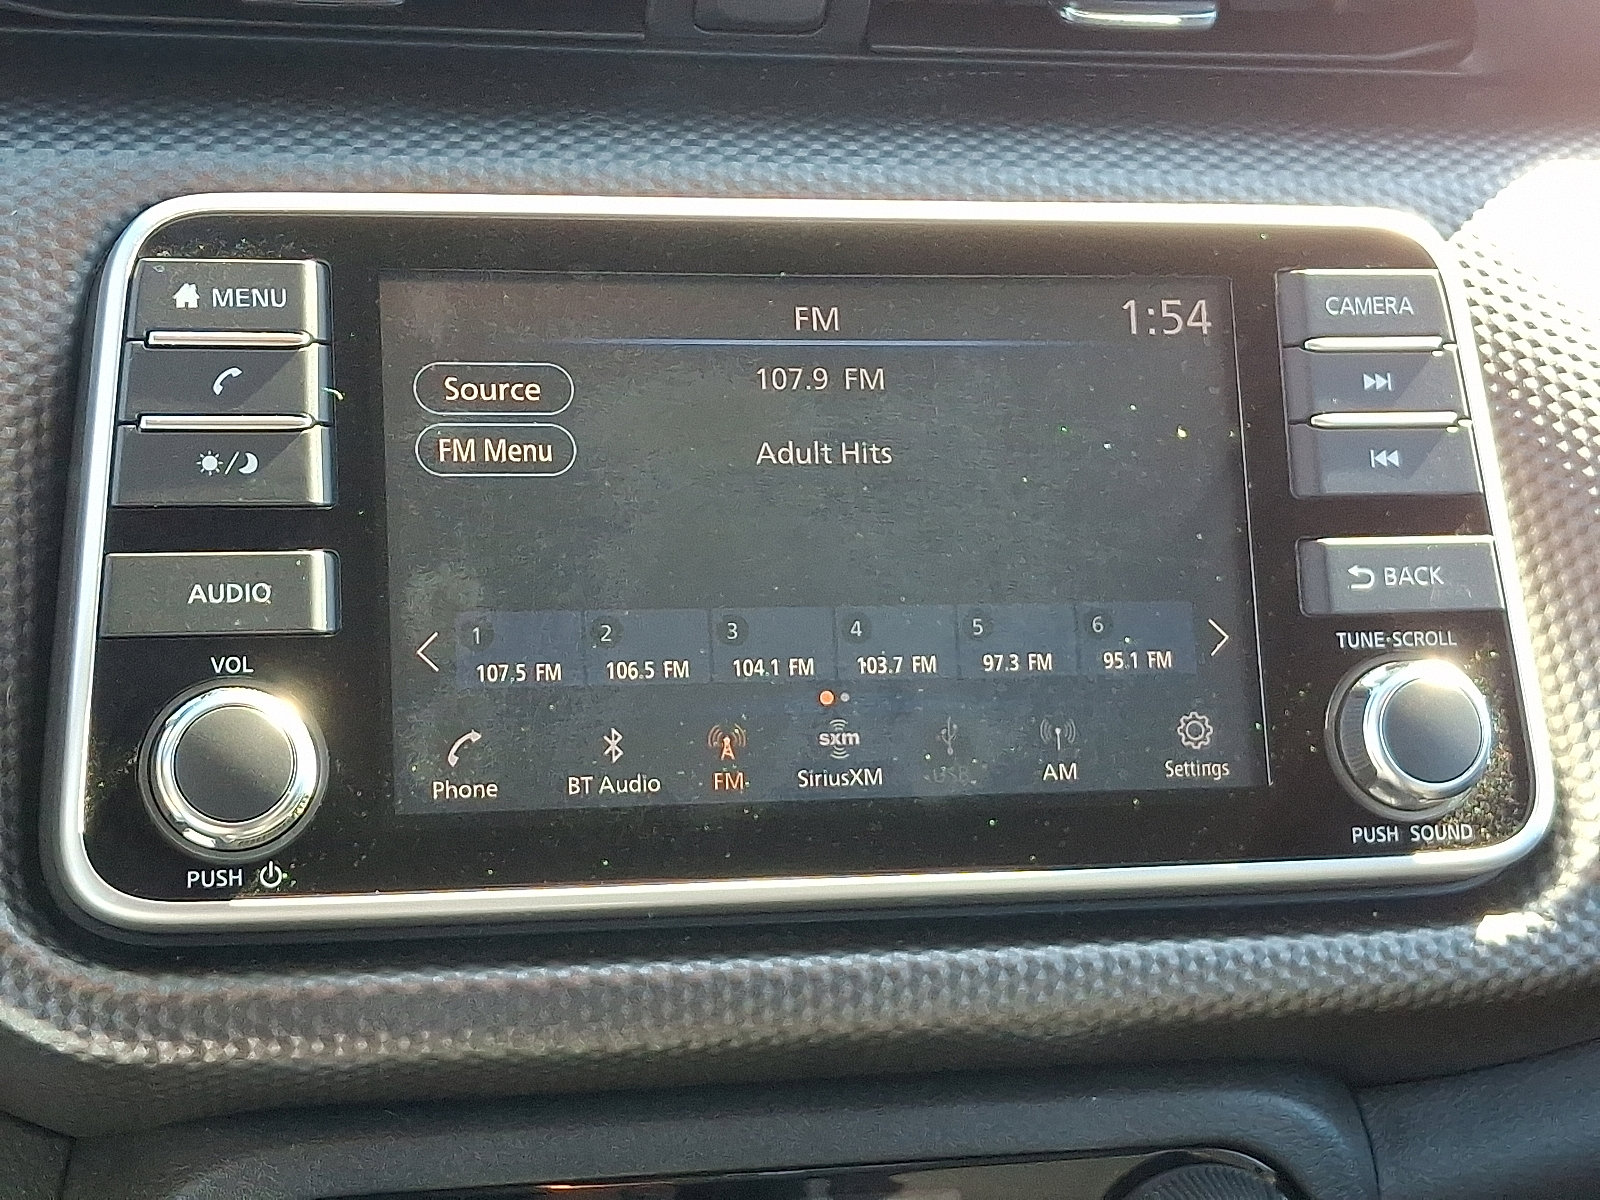 MENU
AUDIO
VOL
PUSH
FM
1:54
Source
107.9 FM
FM Menu
Adult Hits
1 2 3 4 5 6
107.5 FM 106.5 FM 104.1 FM 103.7 FM 97.3 FM 95.1 FM
sxm
Phone BT Audio FM SiriusXM USB AM Settings
CAMERA
BACK
TUNE·SCROLL
PUSH SOUND